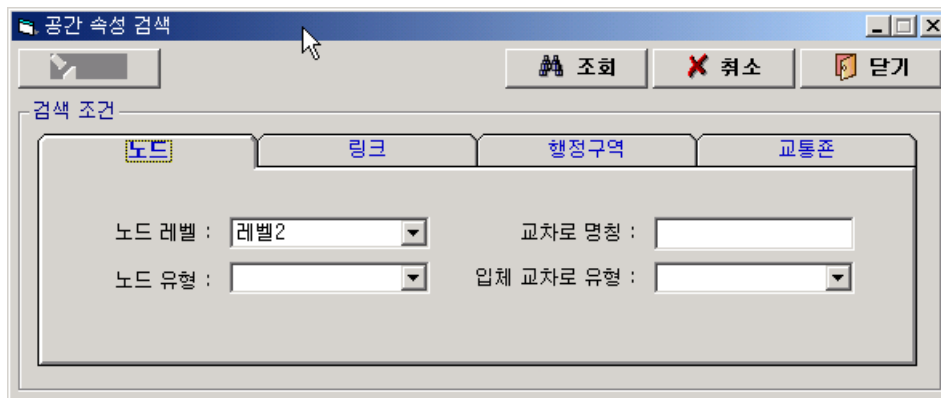 공간 속성 검색
조회 취소 닫기
검색 조건
노드 링크 행정구역 교통죤
노드 레벨 : 레벨2 교차로 명칭 :
노드 유형 : 입체 교차로 유형 :